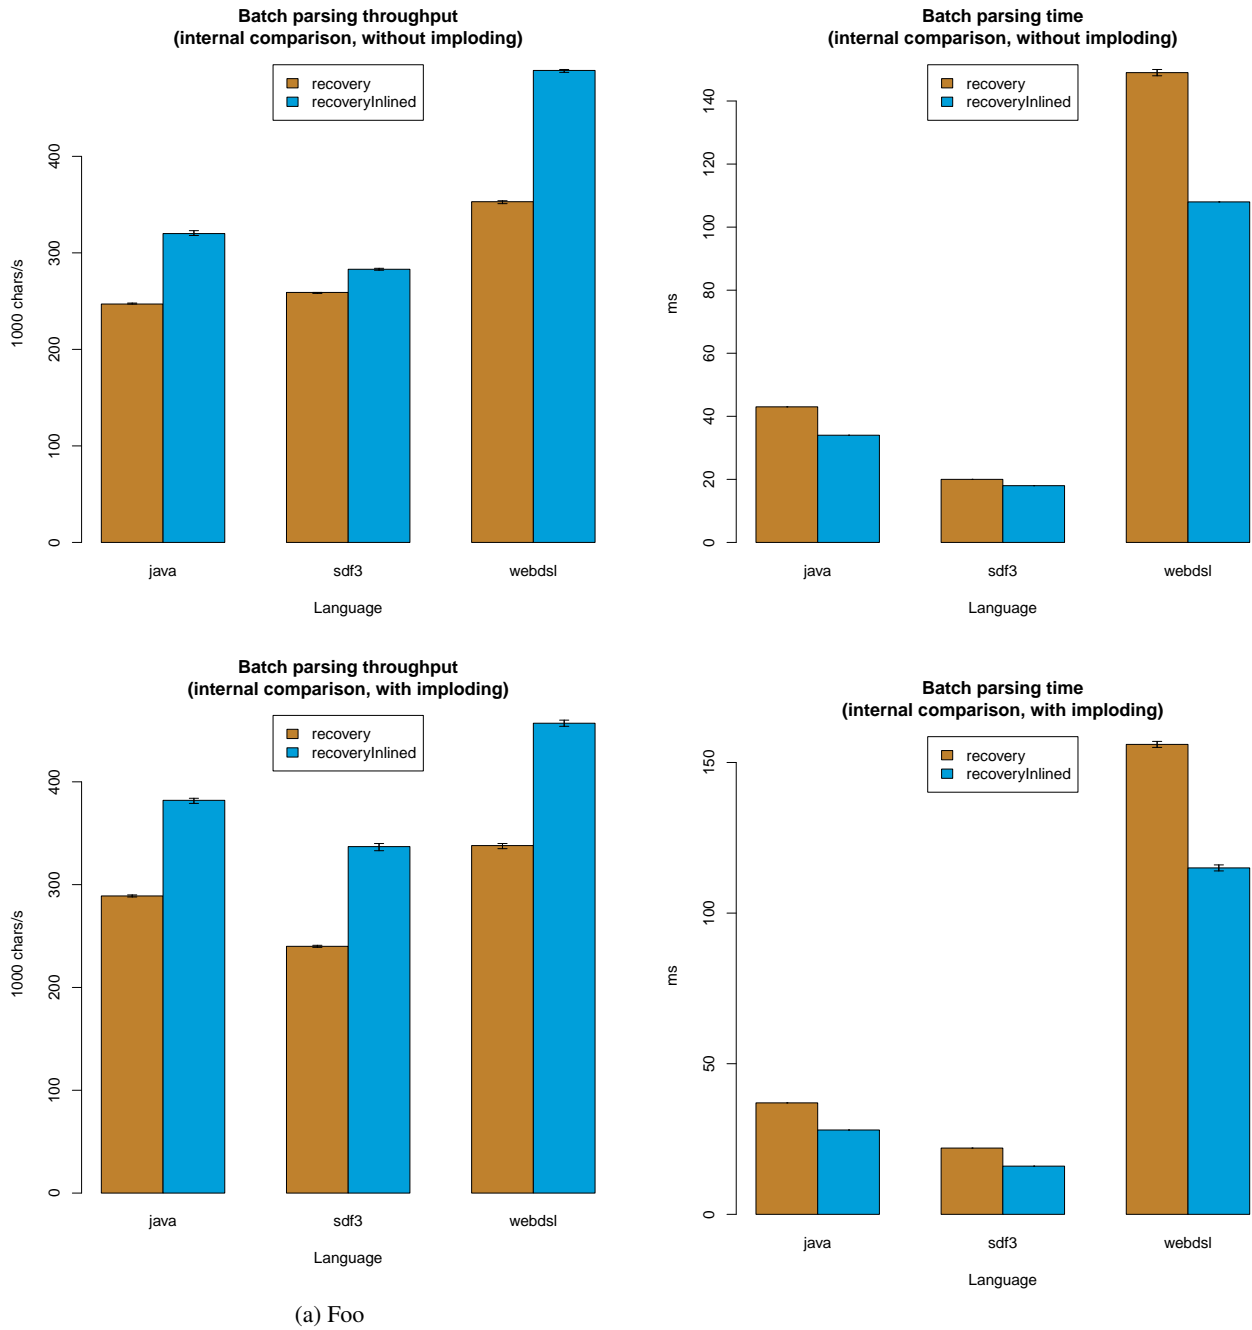 Batch parsing throughput
(internal comparison, without imploding)
recovery
recoveryInlined
1000 chars/s
0
100
200
300
400
java
sdf3
webdsl
Language
Batch parsing time
(internal comparison, without imploding)
recovery
recoveryInlined
ms
0
20
40
60
80
100
120
140
java
sdf3
webdsl
Language
Batch parsing throughput
(internal comparison, with imploding)
recovery
recoveryInlined
1000 chars/s
0
100
200
300
400
java
sdf3
webdsl
Language
Batch parsing time
(internal comparison, with imploding)
recovery
recoveryInlined
ms
0
50
100
150
java
sdf3
webdsl
Language
(a) Foo